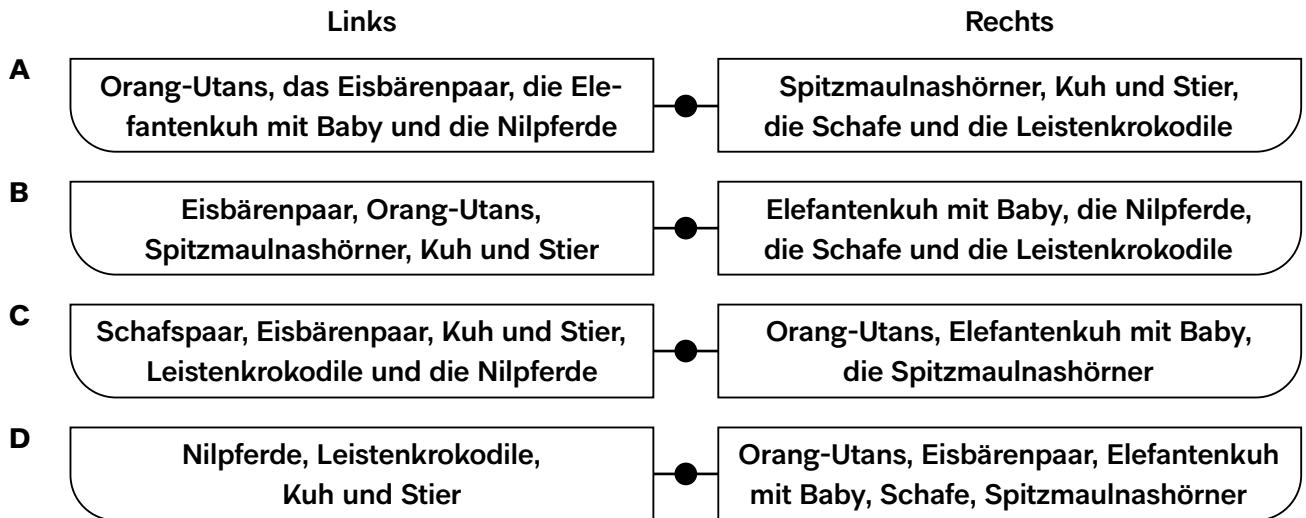 Links
Rechts
A
Orang-Utans, das Eisbärenpaar, die Ele-
fantenkuh mit Baby und die Nilpferde
Spitzmaulnashörner, Kuh und Stier,
die Schafe und die Leistenkrokodile
B
Eisbärenpaar, Orang-Utans,
Spitzmaulnashörner, Kuh und Stier
Elefantenkuh mit Baby, die Nilpferde,
die Schafe und die Leistenkrokodile
C
Schafspaar, Eisbärenpaar, Kuh und Stier,
Leistenkrokodile und die Nilpferde
Orang-Utans, Elefantenkuh mit Baby,
die Spitzmaulnashörner
D
Nilpferde, Leistenkrokodile,
Kuh und Stier
Orang-Utans, Eisbärenpaar, Elefantenkuh
mit Baby, Schafe, Spitzmaulnashörner